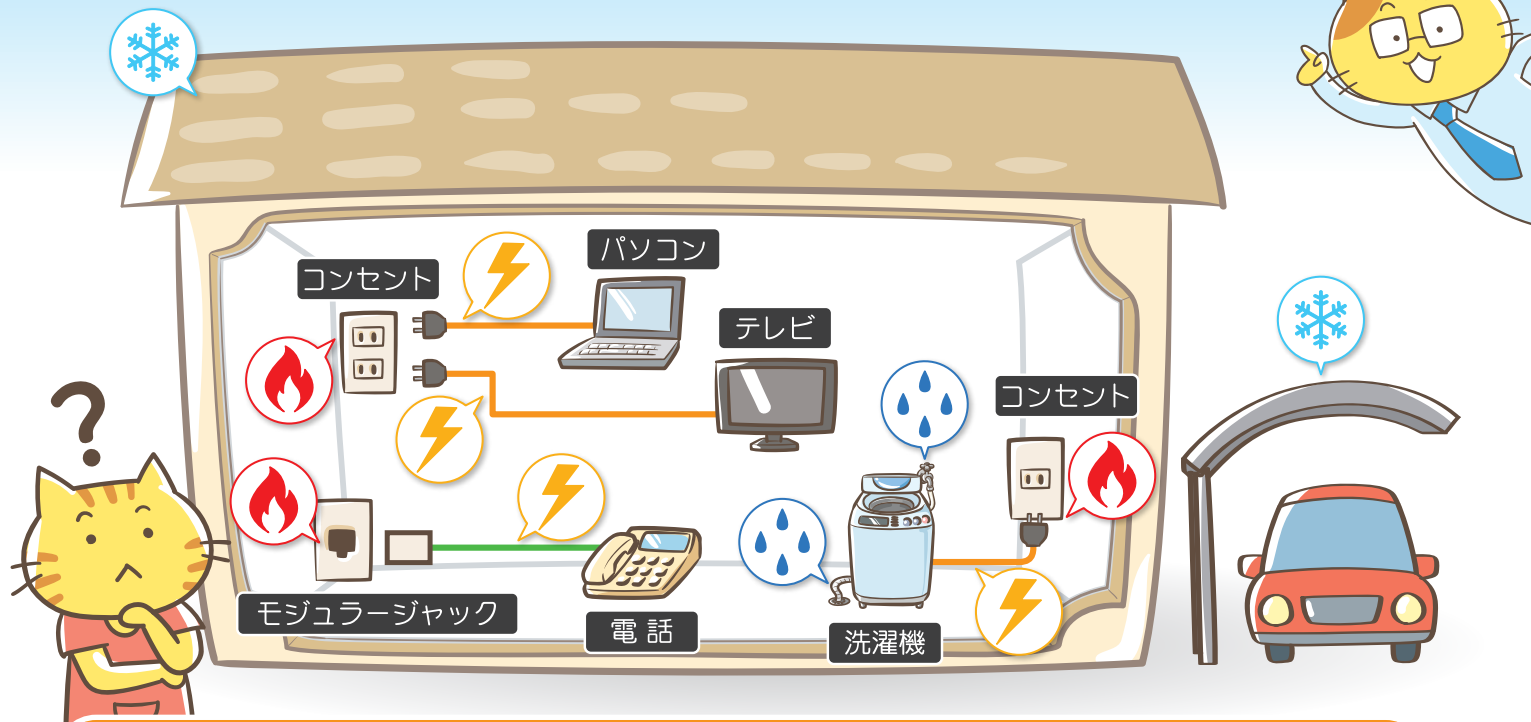 パソコン
コンセント
テレビ
コンセント
?
モジュラージャック
電話
洗濯機